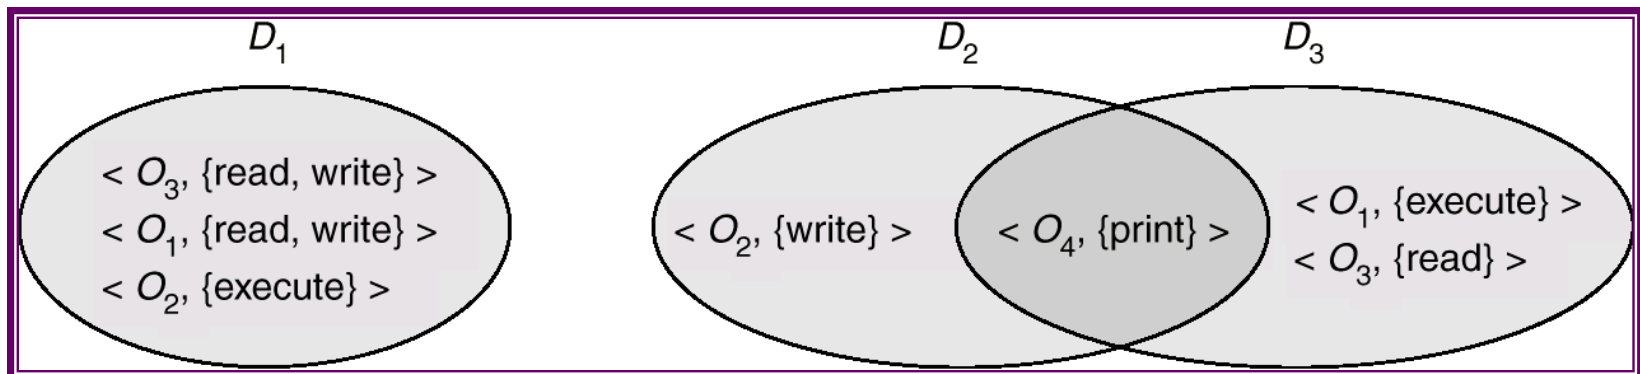 D1
D2
D3
< O3, {read, write} >
< O1, {read, write} >
< O2, {execute} >
< O2, {write} >
< O4, {print} >
< O1, {execute} >
< O3, {read} >